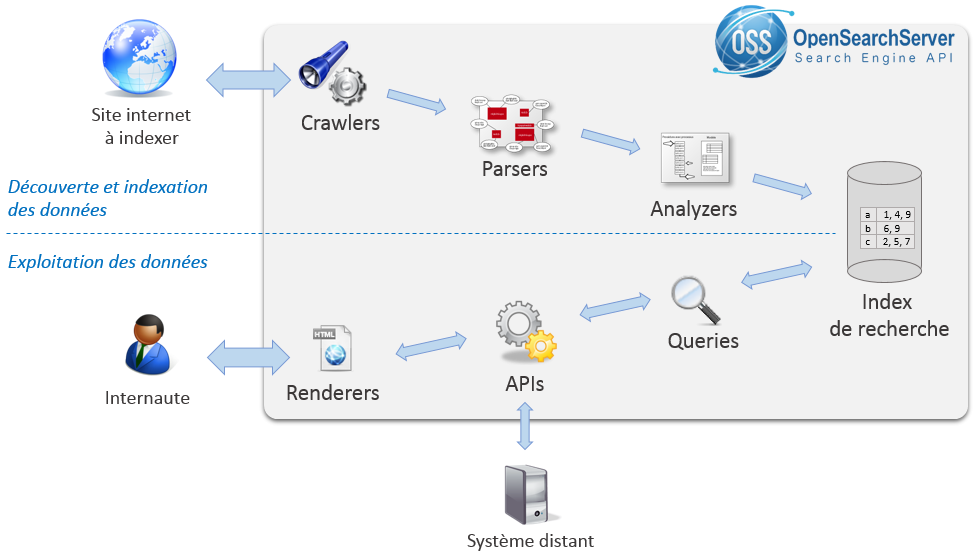 OSS
OpenSearchServer
Search Engine API
Site internet
à indexer
Crawlers
Parsers
Analyzers
Découverte et indexation
des données
a 1, 4, 9
b 6, 9
c 2, 5, 7
Index
de recherche
Exploitation des données
Internaute
HTML
Renderers
APIs
Queries
Système distant